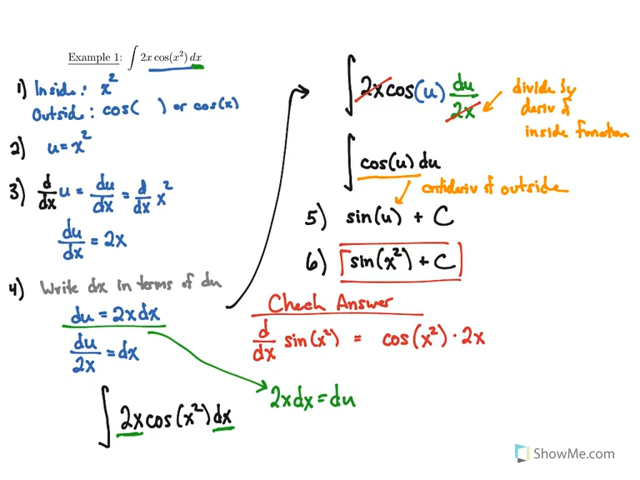 Example 1: ∫ 2x cos(x²) dx
1) Inside: x²
Outside: cos( ) or cos(x)
2) u = x²
3) d/dx u = du/dx = d/dx x²
du/dx = 2x
4) Write dx in terms of du
du = 2x dx
du/2x = dx
∫ 2x cos(x²) dx
2x dx = du
∫ 2x cos(u) du/2x
divide by
deriv of
inside function
∫ cos(u) du
antideriv of outside
5) sin(u) + C
6) sin(x²) + C
Check Answer
d/dx sin(x²) = cos(x²) · 2x
ShowMe.com